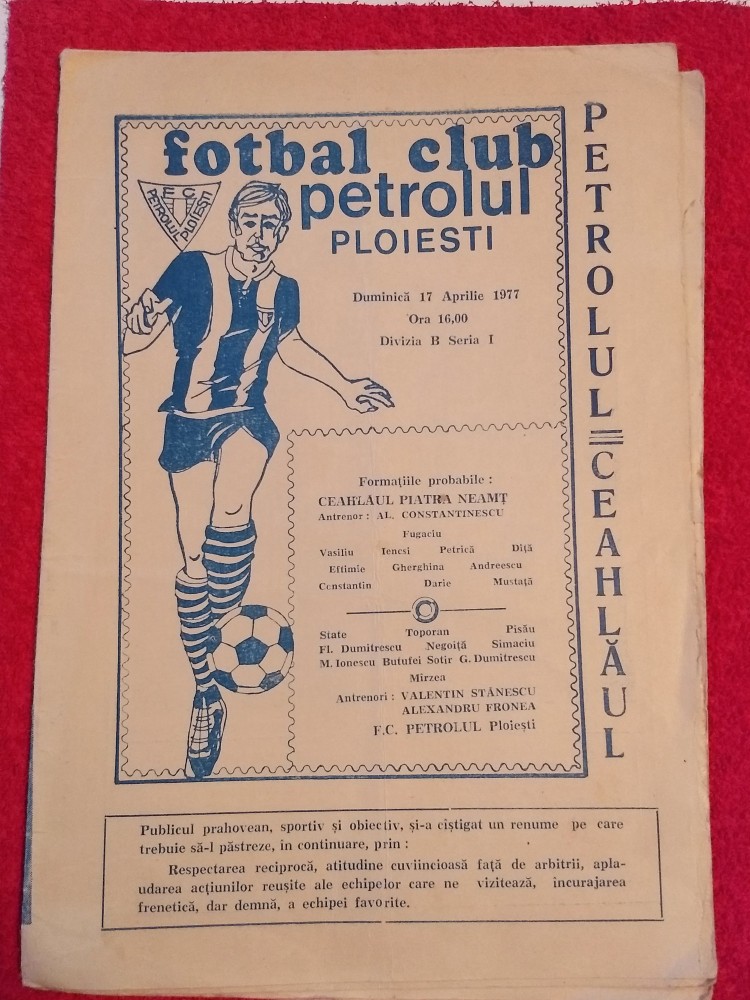 fotbal club
petrolul
PLOIESTI
F.C.
PETROLUL
PLOIESTI
Duminică 17 Aprilie 1977
Ora 16,00
Divizia B Seria I
Formațiile probabile :
CEAHLĂUL PIATRA NEAMȚ
Antrenor : AL. CONSTANTINESCU
Fugaciu
Vasiliu Iencsi Petrică Diță
Eftimie Gherghina Andreescu
Constantin Darie Mustață
State Toporan Pisău
Fl. Dumitrescu Negoiță Simaciu
M. Ionescu Butufei Sotir G. Dumitrescu
Mirzea
Antrenori : VALENTIN STĂNESCU
ALEXANDRU FRONEA
F.C. PETROLUL Ploiești
PETROLUL = CEAHLĂUL
Publicul prahovean, sportiv și obiectiv, și-a cîștigat un renume pe care
trebuie să-l păstreze, in continuare, prin :
Respectarea reciprocă, atitudine cuviincioasă față de arbitrii, apla-
udarea acțiunilor reușite ale echipelor care ne vizitează, incurajarea
frenetică, dar demnă, a echipei favorite.